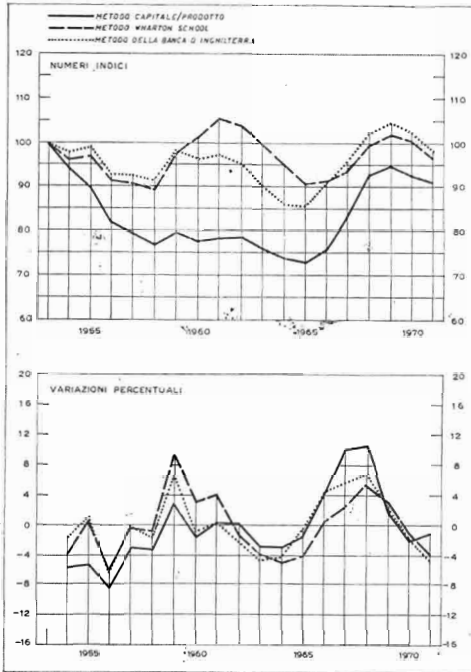 METODO CAPITALE/PRODOTTO
METODO WHARTON SCHOOL
METODO DELLA BANCA D INGHILTERRA
120 120
NUMERI INDICI
110 110
100 100
90 90
80 80
70 70
60 60
1955 1960 1965 1970
20 20
VARIAZIONI PERCENTUALI
16 16
12 12
8 8
4 4
0 0
-4 -4
-8 -8
-12 -12
-16 -16
1955 1960 1965 1970